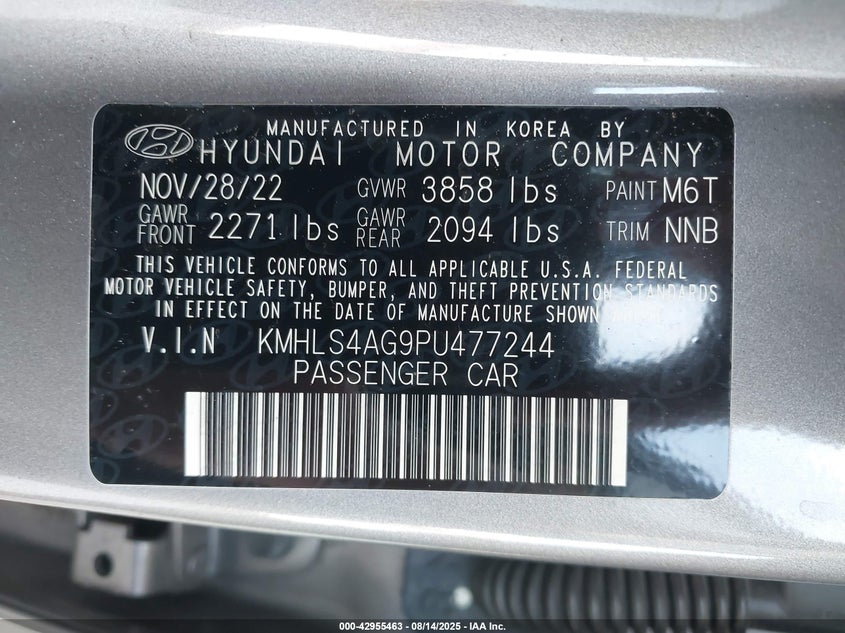 MANUFACTURED IN KOREA BY
HYUNDAI MOTOR COMPANY
NOV/28/22 GVWR 3858 lbs PAINT M6T
GAWR FRONT 2271 lbs GAWR REAR 2094 lbs TRIM NNB
THIS VEHICLE CONFORMS TO ALL APPLICABLE U.S.A. FEDERAL
MOTOR VEHICLE SAFETY, BUMPER, AND THEFT PREVENTION STANDARDS
IN EFFECT ON THE DATE OF MANUFACTURE SHOWN ABOVE.
V.I.N KMHLS4AG9PU477244
PASSENGER CAR
000-42955463 - 08/14/2025 - IAA Inc.